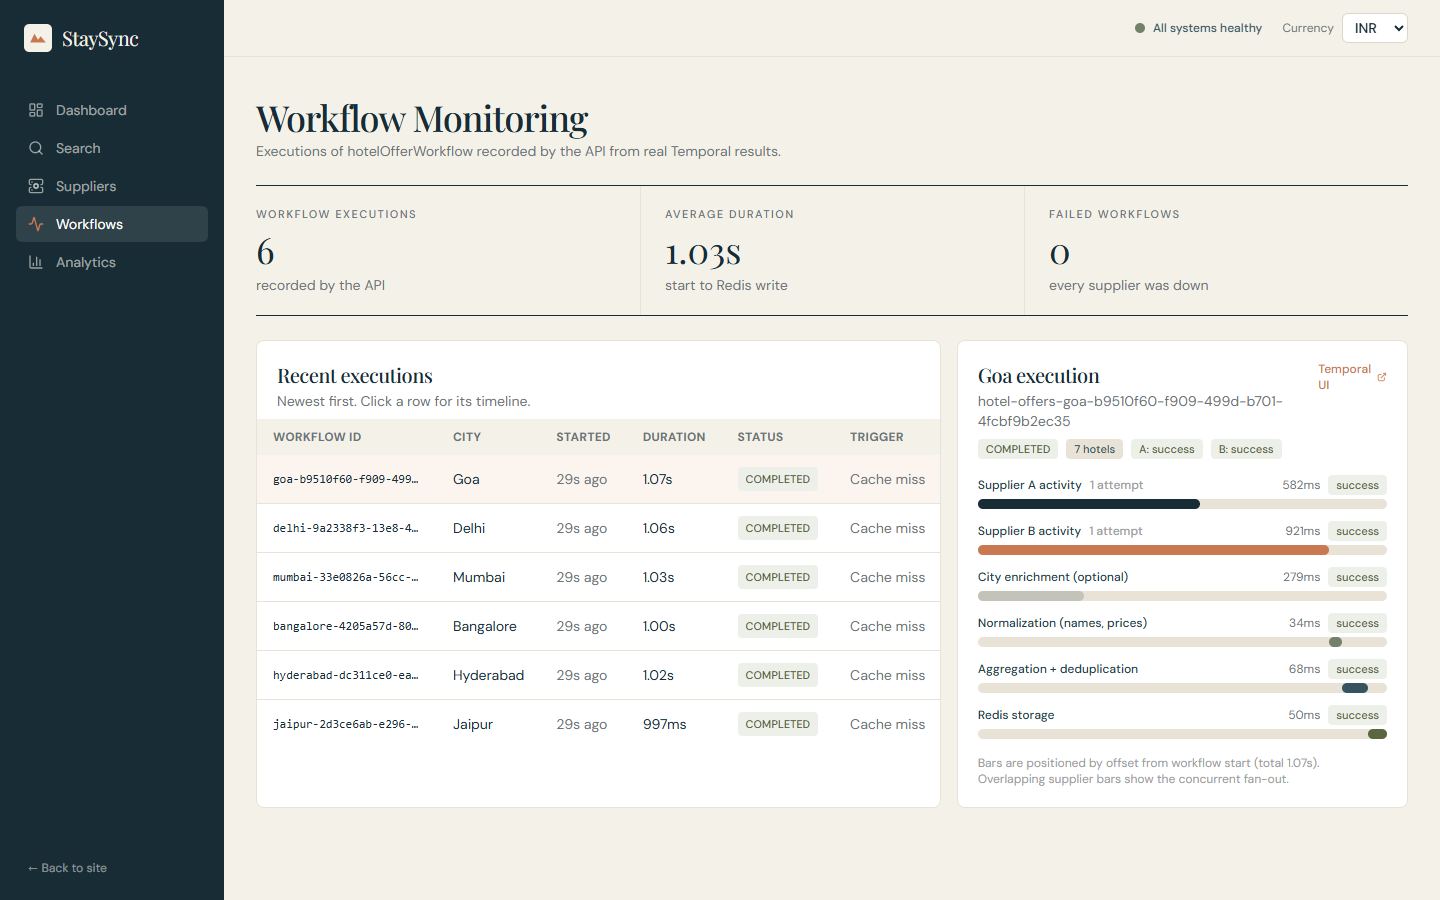 StaySync
Dashboard
Search
Suppliers
Workflows
Analytics
← Back to site
All systems healthy
Currency
INR
Workflow Monitoring
Executions of hotelOfferWorkflow recorded by the API from real Temporal results.
WORKFLOW EXECUTIONS
6
recorded by the API
AVERAGE DURATION
1.03s
start to Redis write
FAILED WORKFLOWS
0
every supplier was down
Recent executions
Newest first. Click a row for its timeline.
WORKFLOW ID CITY STARTED DURATION STATUS TRIGGER
goa-b9510f60-f909-499… Goa 29s ago 1.07s COMPLETED Cache miss
delhi-9a2338f3-13e8-4… Delhi 29s ago 1.06s COMPLETED Cache miss
mumbai-33e0826a-56cc-… Mumbai 29s ago 1.03s COMPLETED Cache miss
bangalore-4205a57d-80… Bangalore 29s ago 1.00s COMPLETED Cache miss
hyderabad-dc311ce0-ea… Hyderabad 29s ago 1.02s COMPLETED Cache miss
jaipur-2d3ce6ab-e296-… Jaipur 29s ago 997ms COMPLETED Cache miss
Goa execution
Temporal
UI
hotel-offers-goa-b9510f60-f909-499d-b701-
4fcbf9b2ec35
COMPLETED 7 hotels A: success B: success
Supplier A activity 1 attempt 582ms success
Supplier B activity 1 attempt 921ms success
City enrichment (optional) 279ms success
Normalization (names, prices) 34ms success
Aggregation + deduplication 68ms success
Redis storage 50ms success
Bars are positioned by offset from workflow start (total 1.07s).
Overlapping supplier bars show the concurrent fan-out.